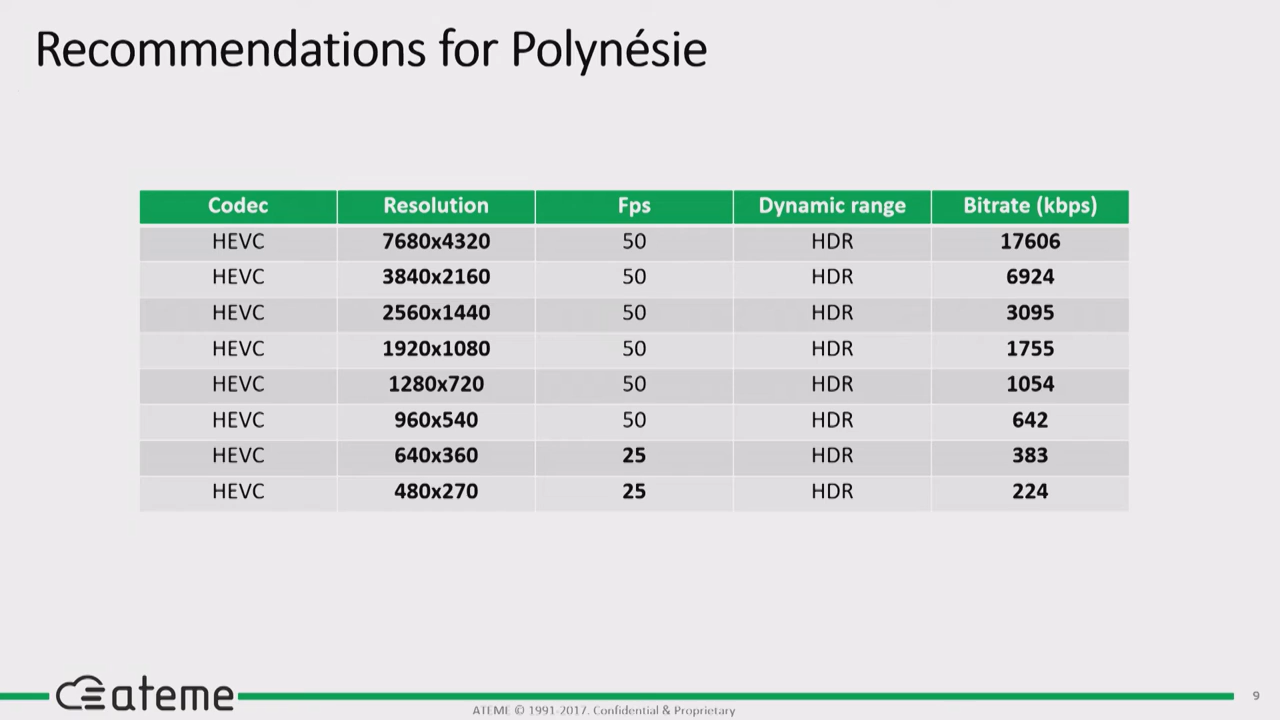 Recommendations for Polynésie
Codec Resolution Fps Dynamic range Bitrate (kbps)
HEVC 7680x4320 50 HDR 17606
HEVC 3840x2160 50 HDR 6924
HEVC 2560x1440 50 HDR 3095
HEVC 1920x1080 50 HDR 1755
HEVC 1280x720 50 HDR 1054
HEVC 960x540 50 HDR 642
HEVC 640x360 25 HDR 383
HEVC 480x270 25 HDR 224
ateme
ATEME © 1991-2017. Confidential & Proprietary
9